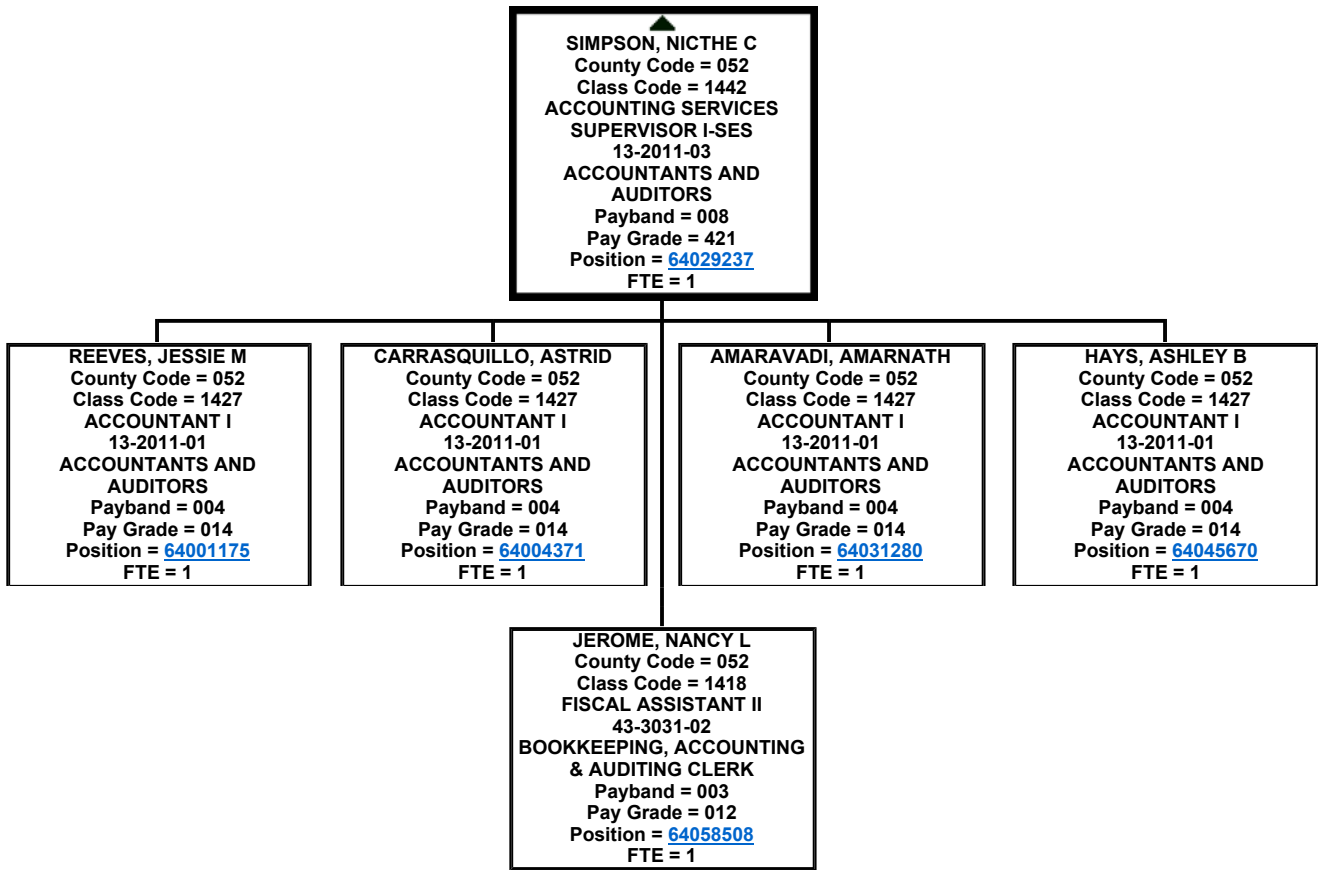 SIMPSON, NICTHE C
County Code = 052
Class Code = 1442
ACCOUNTING SERVICES
SUPERVISOR I-SES
13-2011-03
ACCOUNTANTS AND
AUDITORS
Payband = 008
Pay Grade = 421
Position = 64029237
FTE = 1
REEVES, JESSIE M
County Code = 052
Class Code = 1427
ACCOUNTANT I
13-2011-01
ACCOUNTANTS AND
AUDITORS
Payband = 004
Pay Grade = 014
Position = 64001175
FTE = 1
CARRASQUILLO, ASTRID
County Code = 052
Class Code = 1427
ACCOUNTANT I
13-2011-01
ACCOUNTANTS AND
AUDITORS
Payband = 004
Pay Grade = 014
Position = 64004371
FTE = 1
AMARAVADI, AMARNATH
County Code = 052
Class Code = 1427
ACCOUNTANT I
13-2011-01
ACCOUNTANTS AND
AUDITORS
Payband = 004
Pay Grade = 014
Position = 64031280
FTE = 1
HAYS, ASHLEY B
County Code = 052
Class Code = 1427
ACCOUNTANT I
13-2011-01
ACCOUNTANTS AND
AUDITORS
Payband = 004
Pay Grade = 014
Position = 64045670
FTE = 1
JEROME, NANCY L
County Code = 052
Class Code = 1418
FISCAL ASSISTANT II
43-3031-02
BOOKKEEPING, ACCOUNTING
& AUDITING CLERK
Payband = 003
Pay Grade = 012
Position = 64058508
FTE = 1